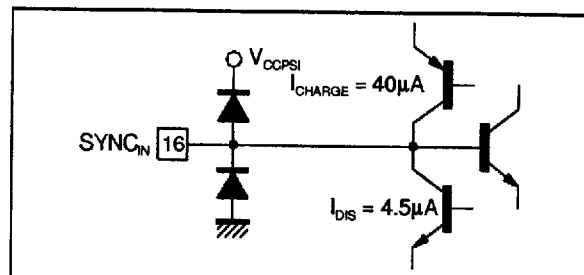 V_CCPSI
I_CHARGE = 40µA
SYNC_IN 16
I_DIS = 4.5µA